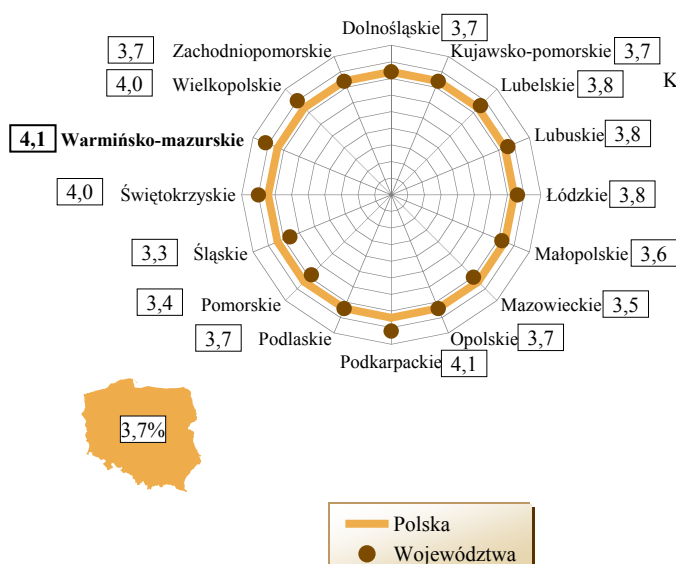 Dolnośląskie 3,7
3,7 Zachodniopomorskie
Kujawsko-pomorskie 3,7
4,0 Wielkopolskie
Lubelskie 3,8
K
4,1 Warmińsko-mazurskie
Lubuskie 3,8
4,0 Świętokrzyskie
Łódzkie 3,8
3,3 Śląskie
Małopolskie 3,6
3,4 Pomorskie
Mazowieckie 3,5
3,7 Podlaskie
Opolskie 3,7
Podkarpackie 4,1
3,7%
Polska
Województwa